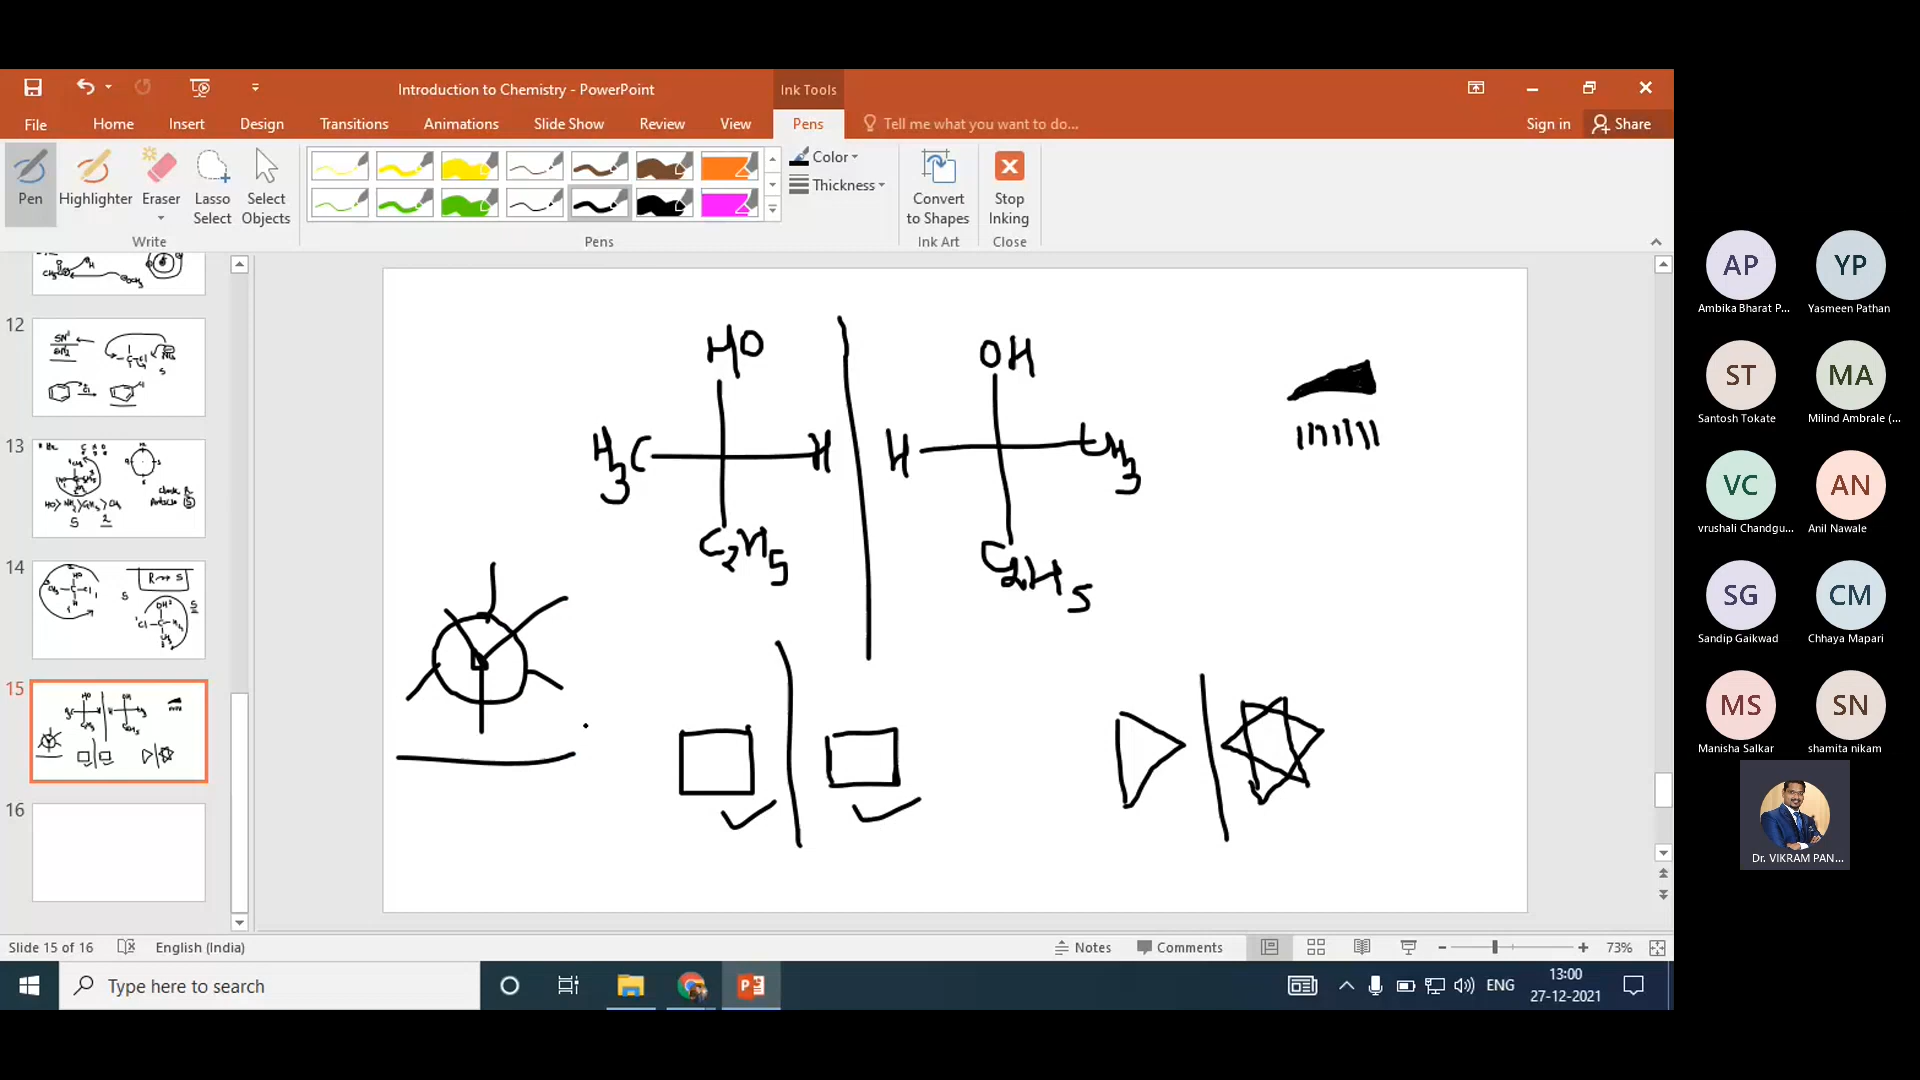 Introduction to Chemistry - PowerPoint
Ink Tools
File
Home
Insert
Design
Transitions
Animations
Slide Show
Review
View
Pens
Tell me what you want to do...
Sign in
Share
Pen
Highlighter
Eraser
Lasso Select
Select Objects
Write
Pens
Color
Thickness
Convert to Shapes
Ink Art
Stop Inking
Close
12
13
14
R S
15
16
HO
H3C
H
C2H5
OH
H
CH3
C2H5
Slide 15 of 16
English (India)
Notes
Comments
73%
Type here to search
ENG
13:00
27-12-2021
AP
Ambika Bharat P...
YP
Yasmeen Pathan
ST
Santosh Tokate
MA
Milind Ambrale (...
VC
vrushali Chandgu...
AN
Anil Nawale
SG
Sandip Gaikwad
CM
Chhaya Mapari
MS
Manisha Salkar
SN
shamita nikam
Dr. VIKRAM PAN...